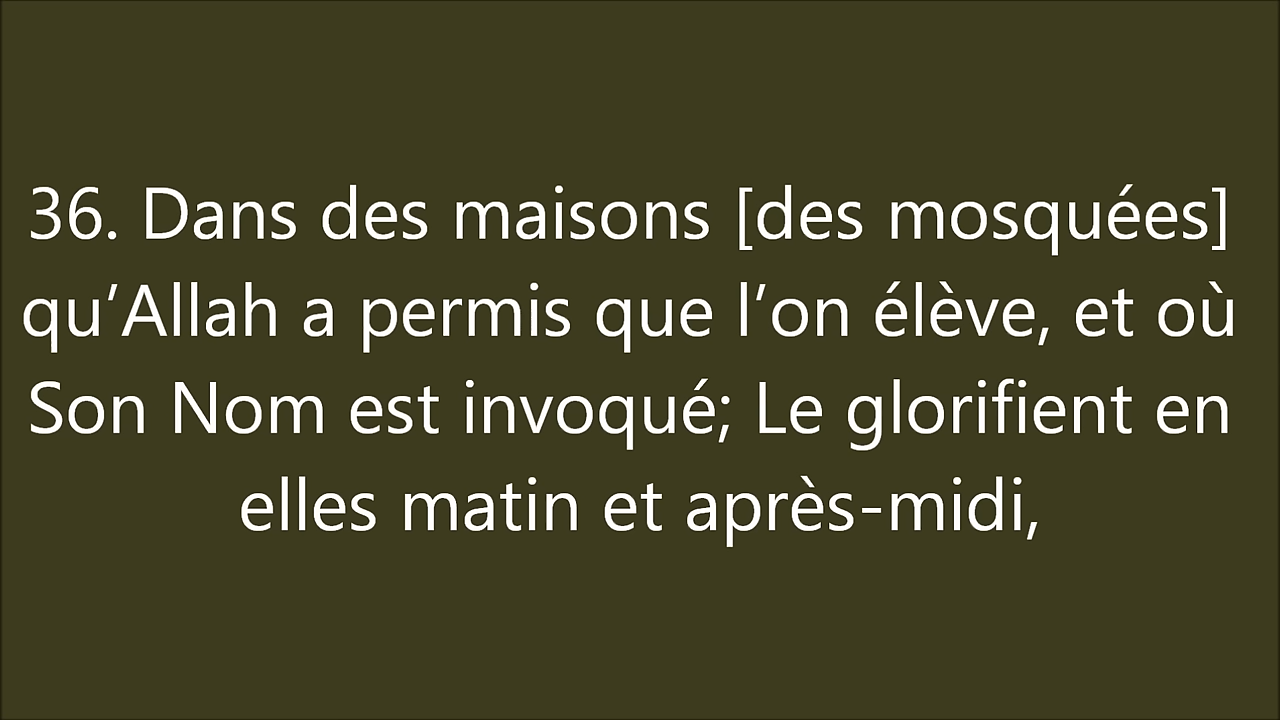 36. Dans des maisons [des mosquées]
qu’Allah a permis que l’on élève, et où
Son Nom est invoqué; Le glorifient en
elles matin et après-midi,